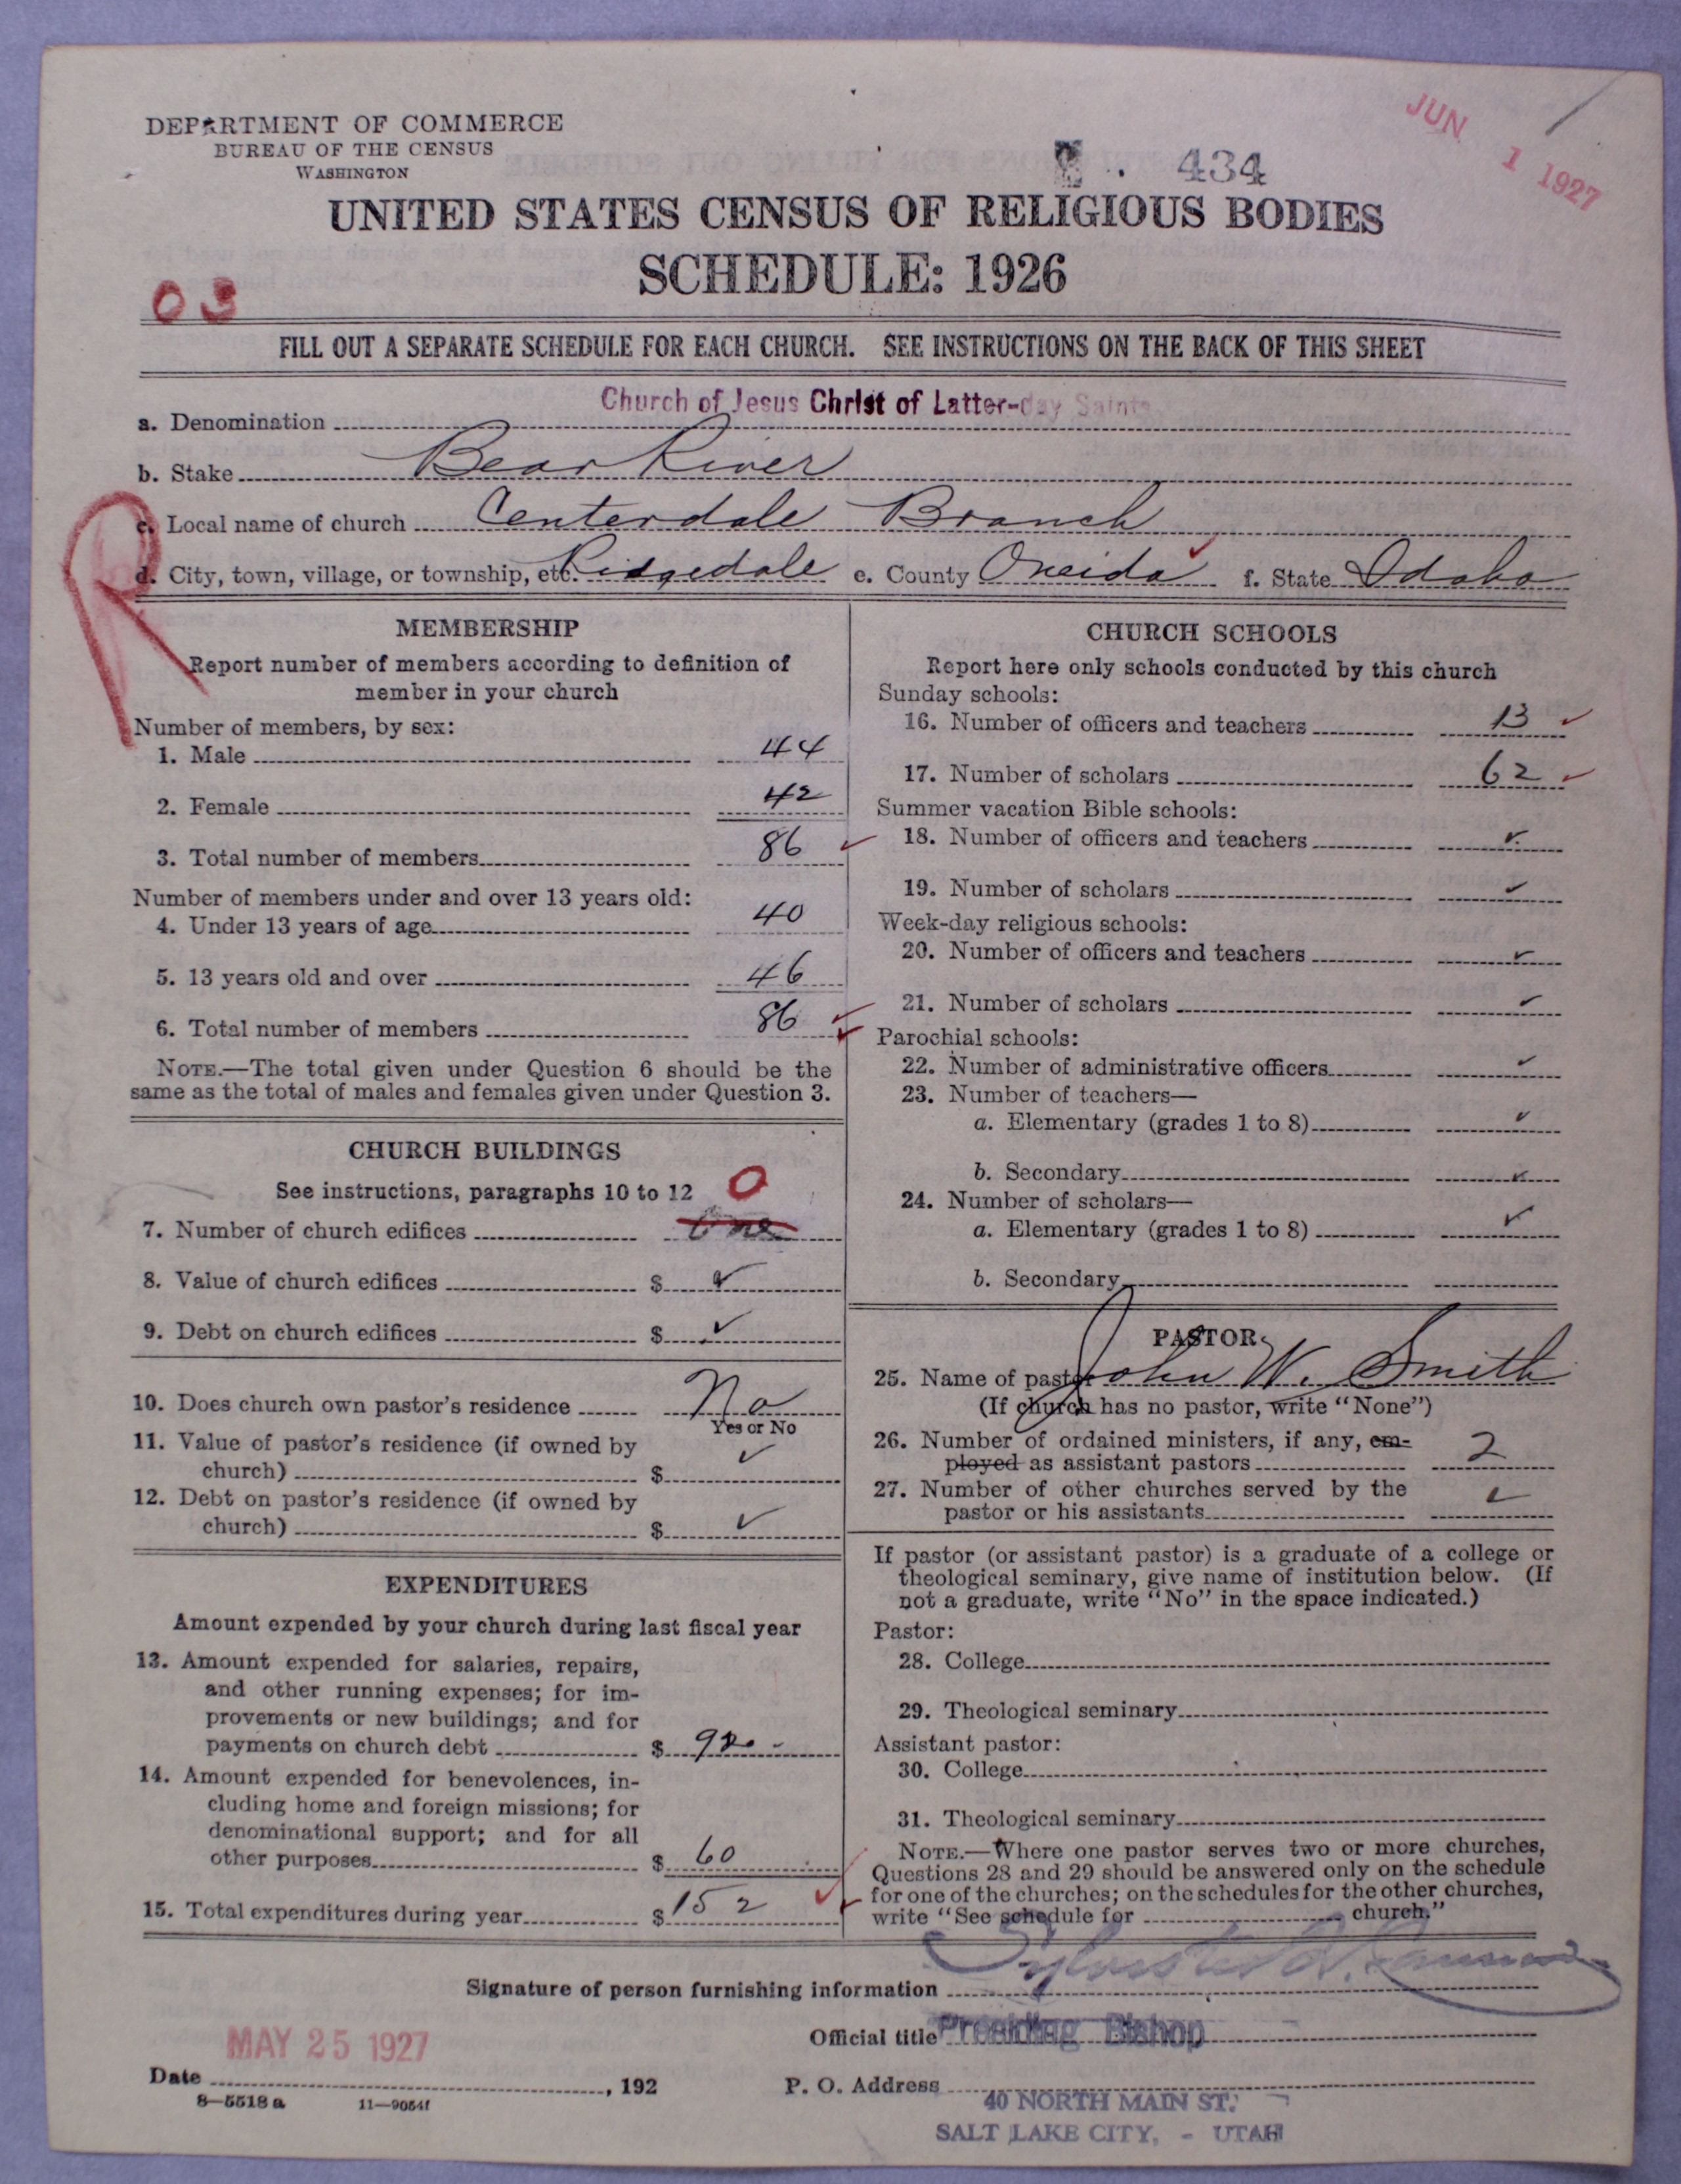 DEPARTMENT OF COMMERCE
BUREAU OF THE CENSUS
WASHINGTON
434
JUN 1 1927
UNITED STATES CENSUS OF RELIGIOUS BODIES
SCHEDULE: 1926
03
FILL OUT A SEPARATE SCHEDULE FOR EACH CHURCH. SEE INSTRUCTIONS ON THE BACK OF THIS SHEET
a. Denomination Church of Jesus Christ of Latter-day Saints
b. Stake Bear River
c. Local name of church Centerdale Branch
d. City, town, village, or township, etc. Ridgedale e. County Oneida f. State Idaho
R
MEMBERSHIP
Report number of members according to definition of
member in your church
Number of members, by sex:
1. Male 44
2. Female 42
3. Total number of members 86
Number of members under and over 13 years old:
4. Under 13 years of age 40
5. 13 years old and over 46
6. Total number of members 86
NOTE.—The total given under Question 6 should be the
same as the total of males and females given under Question 3.
CHURCH BUILDINGS
See instructions, paragraphs 10 to 12 0
7. Number of church edifices one
8. Value of church edifices $ ✓
9. Debt on church edifices $ ✓
10. Does church own pastor's residence No
Yes or No
11. Value of pastor's residence (if owned by
church) $ ✓
12. Debt on pastor's residence (if owned by
church) $ ✓
EXPENDITURES
Amount expended by your church during last fiscal year
13. Amount expended for salaries, repairs,
and other running expenses; for im-
provements or new buildings; and for
payments on church debt $ 92
14. Amount expended for benevolences, in-
cluding home and foreign missions; for
denominational support; and for all
other purposes $ 60
15. Total expenditures during year $ 152
CHURCH SCHOOLS
Report here only schools conducted by this church
Sunday schools:
16. Number of officers and teachers 13 ✓
17. Number of scholars 62 ✓
Summer vacation Bible schools:
18. Number of officers and teachers ✓
19. Number of scholars ✓
Week-day religious schools:
20. Number of officers and teachers ✓
21. Number of scholars ✓
Parochial schools:
22. Number of administrative officers ✓
23. Number of teachers—
a. Elementary (grades 1 to 8) ✓
b. Secondary ✓
24. Number of scholars—
a. Elementary (grades 1 to 8) ✓
b. Secondary
PASTOR
25. Name of pastor John W. Smith
(If church has no pastor, write "None")
26. Number of ordained ministers, if any, em-
ployed as assistant pastors 2
27. Number of other churches served by the
pastor or his assistants ✓
If pastor (or assistant pastor) is a graduate of a college or
theological seminary, give name of institution below. (If
not a graduate, write "No" in the space indicated.)
Pastor:
28. College
29. Theological seminary
Assistant pastor:
30. College
31. Theological seminary
NOTE.—Where one pastor serves two or more churches,
Questions 28 and 29 should be answered only on the schedule
for one of the churches; on the schedules for the other churches,
write "See schedule for church."
Signature of person furnishing information
Official title Presiding Bishop
MAY 25 1927
Date , 192
P. O. Address 40 NORTH MAIN ST.
SALT LAKE CITY, - UTAH
8—5518 a 11—9054